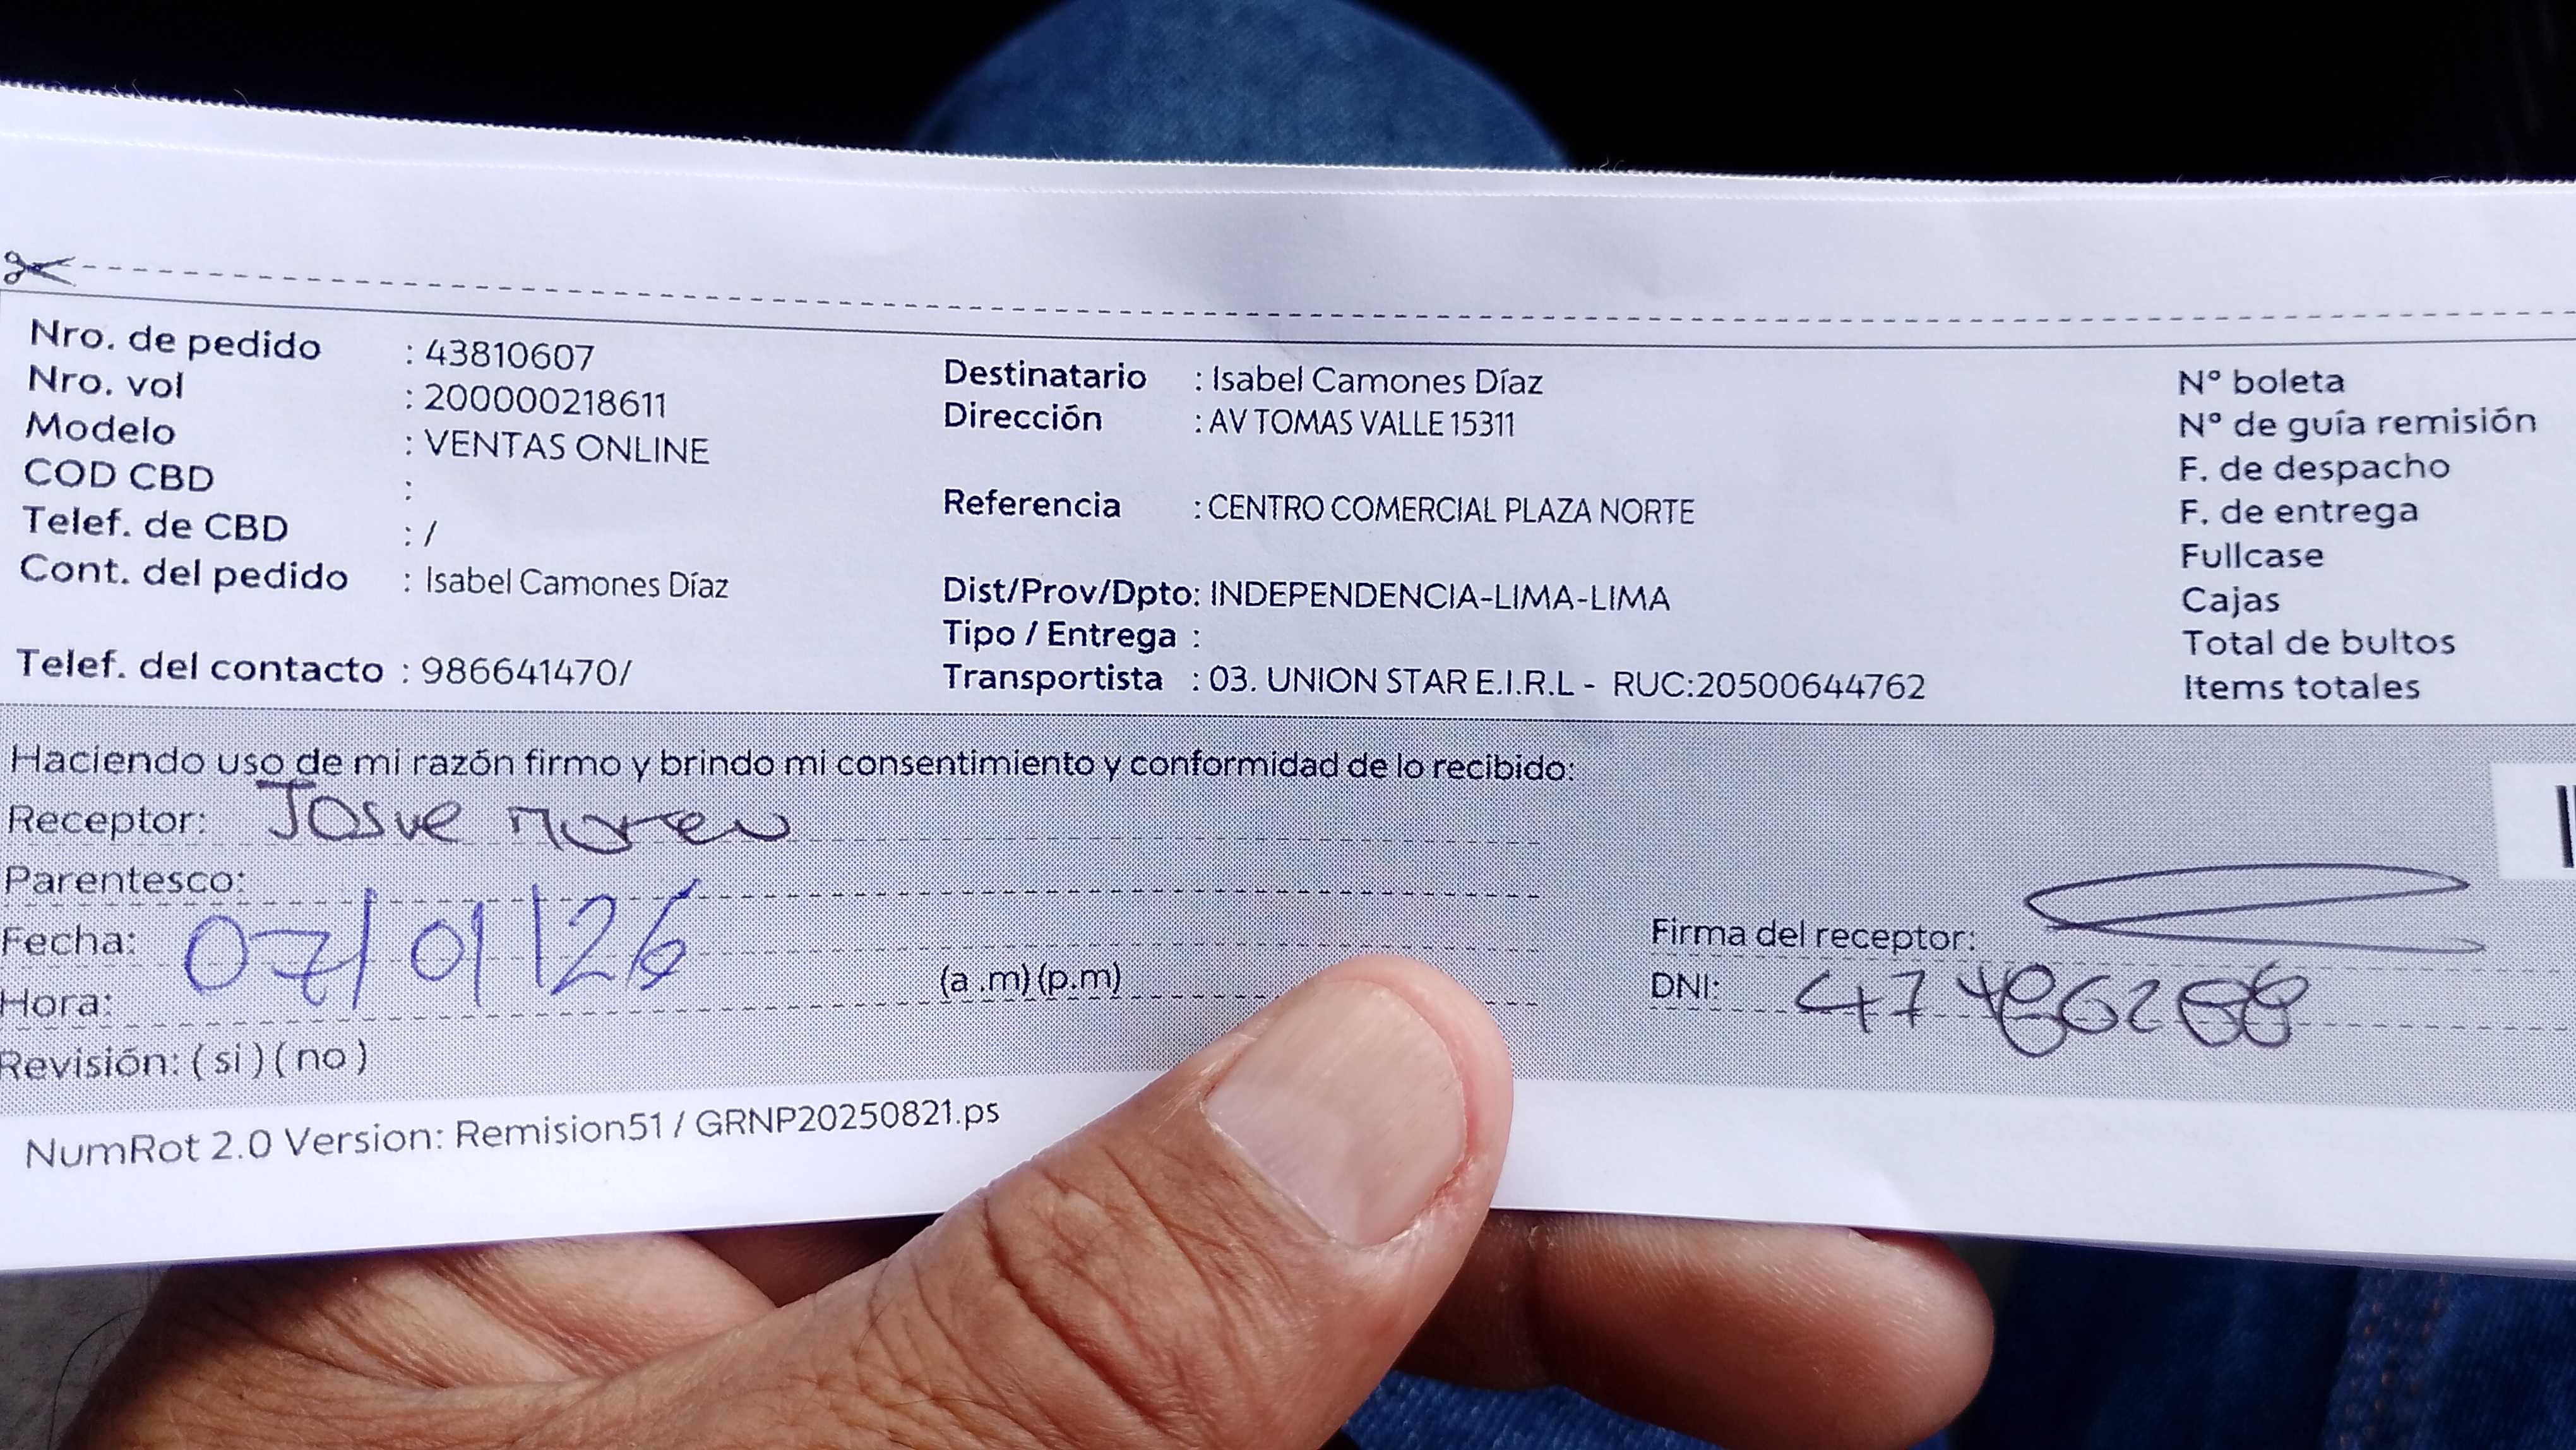 Nro. de pedido : 43810607
Nro. vol : 200000218611
Modelo : VENTAS ONLINE
COD CBD :
Telef. de CBD : /
Cont. del pedido : Isabel Camones Díaz
Telef. del contacto : 986641470/
Destinatario : Isabel Camones Díaz
Dirección : AV TOMAS VALLE 15311
Referencia : CENTRO COMERCIAL PLAZA NORTE
Dist/Prov/Dpto: INDEPENDENCIA-LIMA-LIMA
Tipo / Entrega :
Transportista : 03. UNION STAR E.I.R.L - RUC:20500644762
Nº boleta
Nº de guía remisión
F. de despacho
F. de entrega
Fullcase
Cajas
Total de bultos
Items totales
Haciendo uso de mi razón firmo y brindo mi consentimiento y conformidad de lo recibido:
Receptor: Josue
Parentesco:
Fecha: 07/01/26
Hora: (a .m) (p.m)
Revisión: ( si ) ( no )
Firma del receptor:
DNI:
NumRot 2.0 Version: Remision51 / GRNP20250821.ps